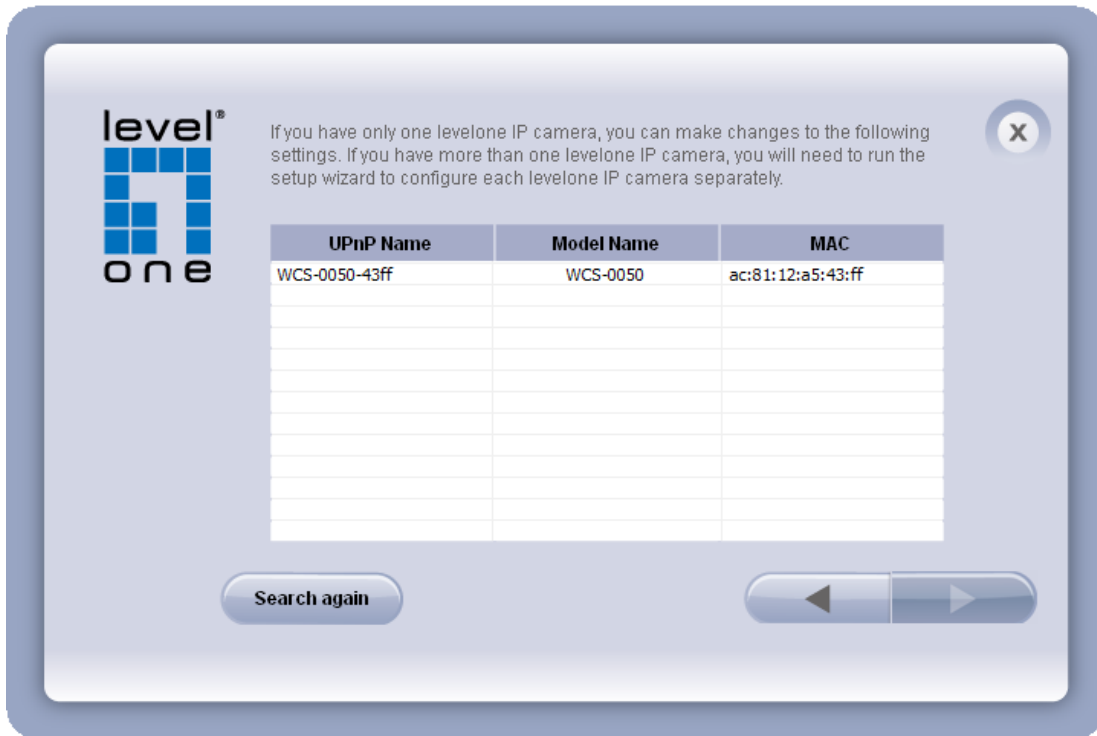 level®
one
If you have only one levelone IP camera, you can make changes to the following
settings. If you have more than one levelone IP camera, you will need to run the
setup wizard to configure each levelone IP camera separately.
X
UPnP Name Model Name MAC
WCS-0050-43ff WCS-0050 ac:81:12:a5:43:ff
Search again